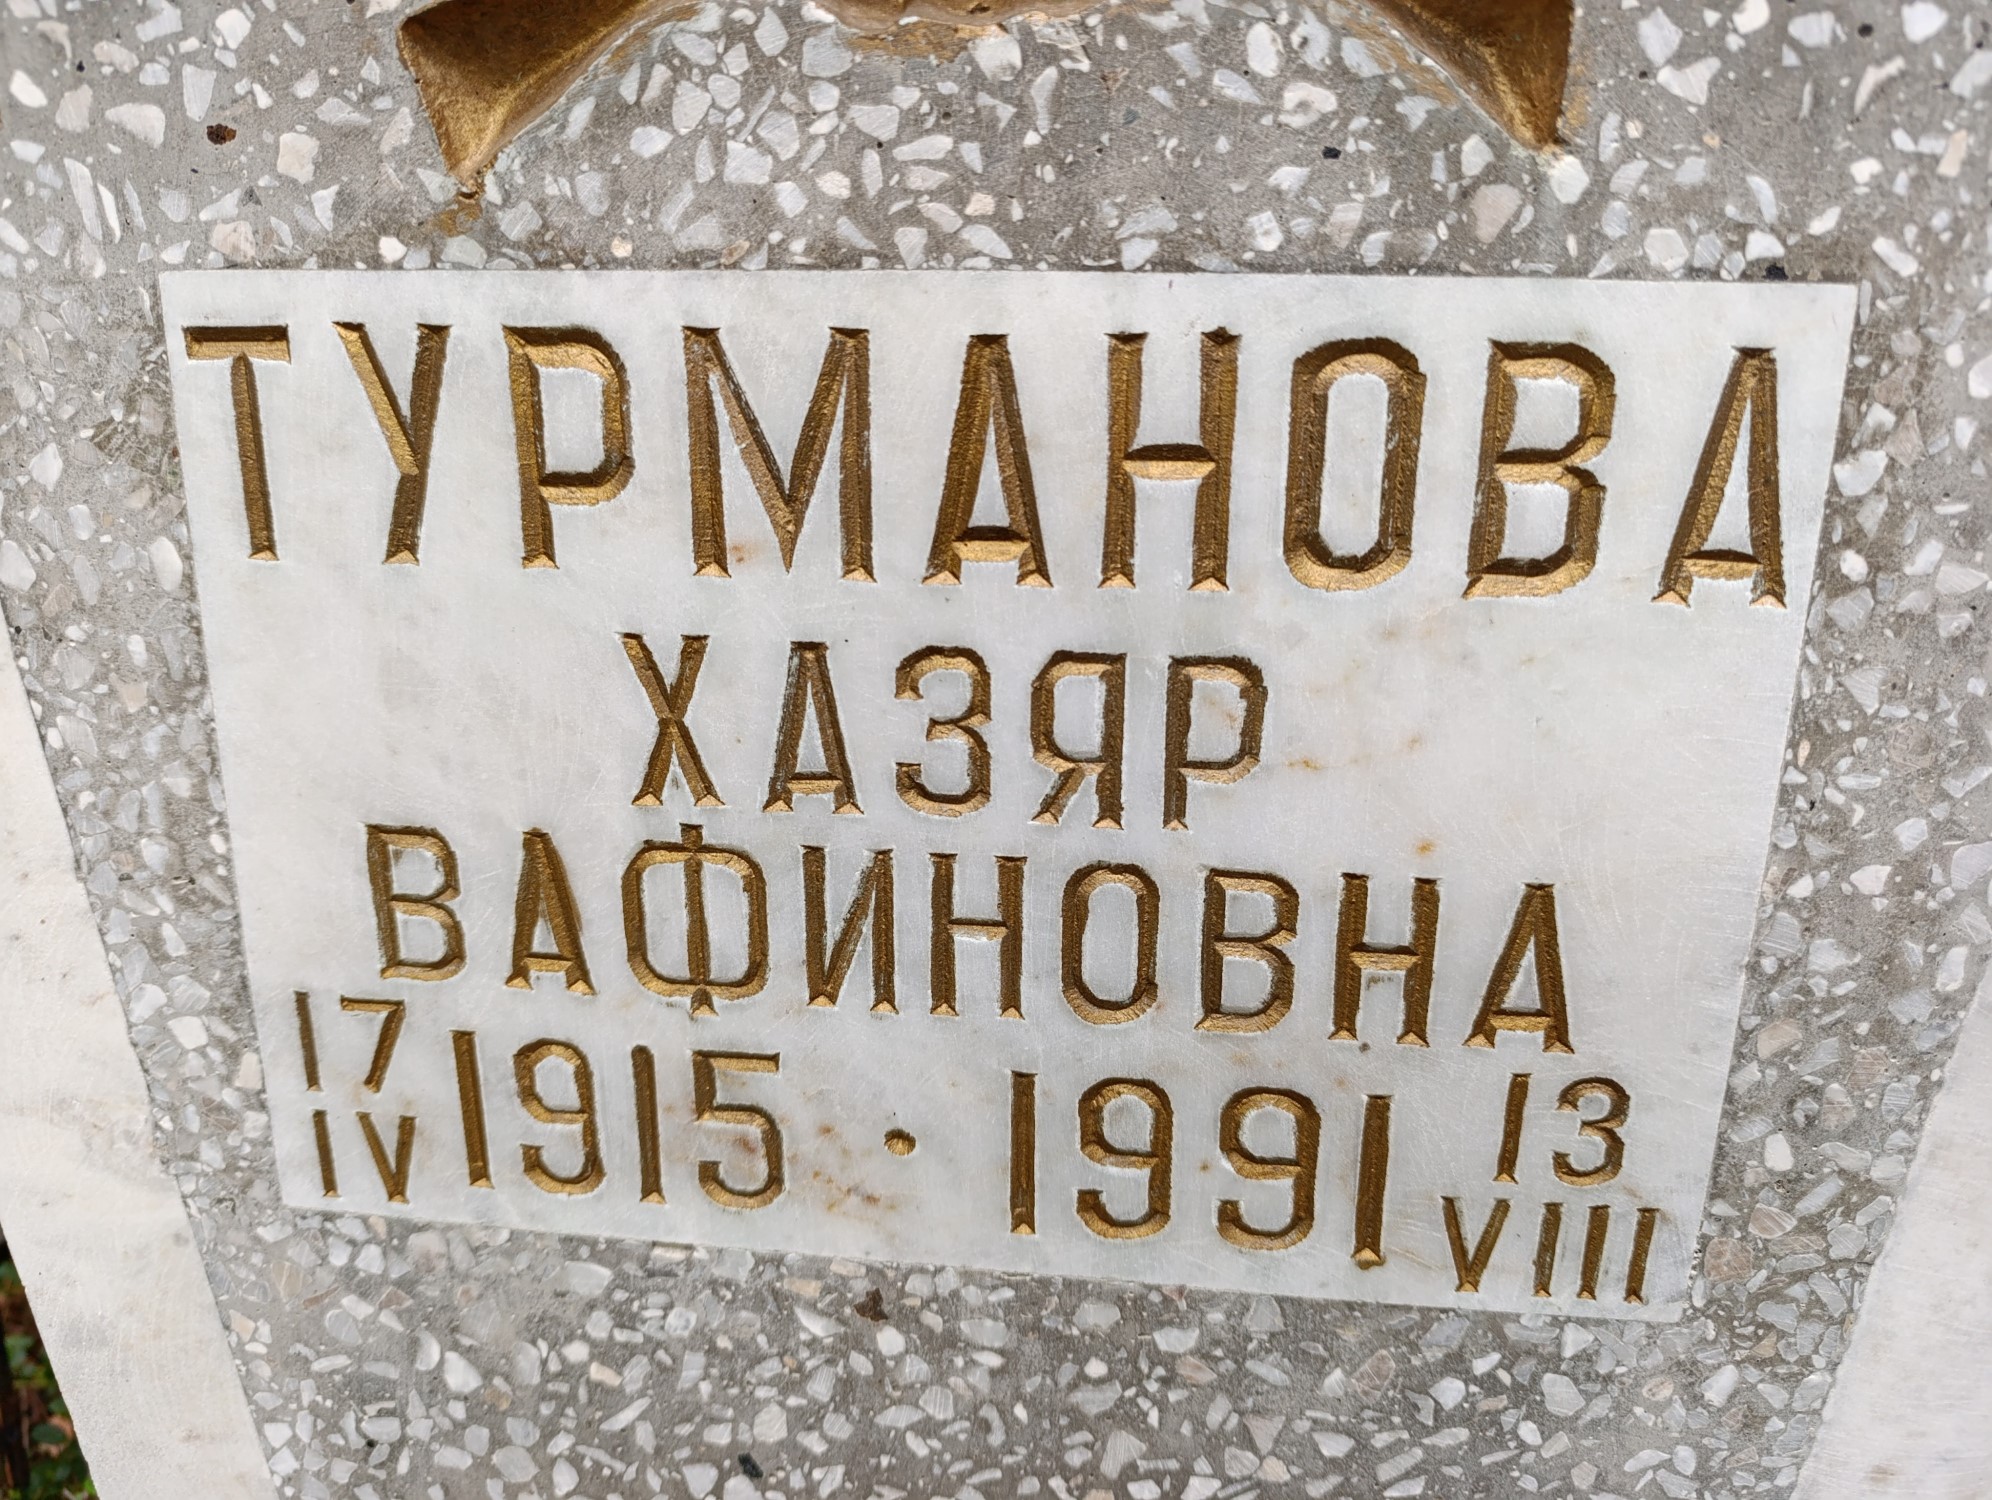 ТУРМАНОВА
ХАЗЯР
ВАФИНОВНА
17 IV 1915 · 1991 13 VIII